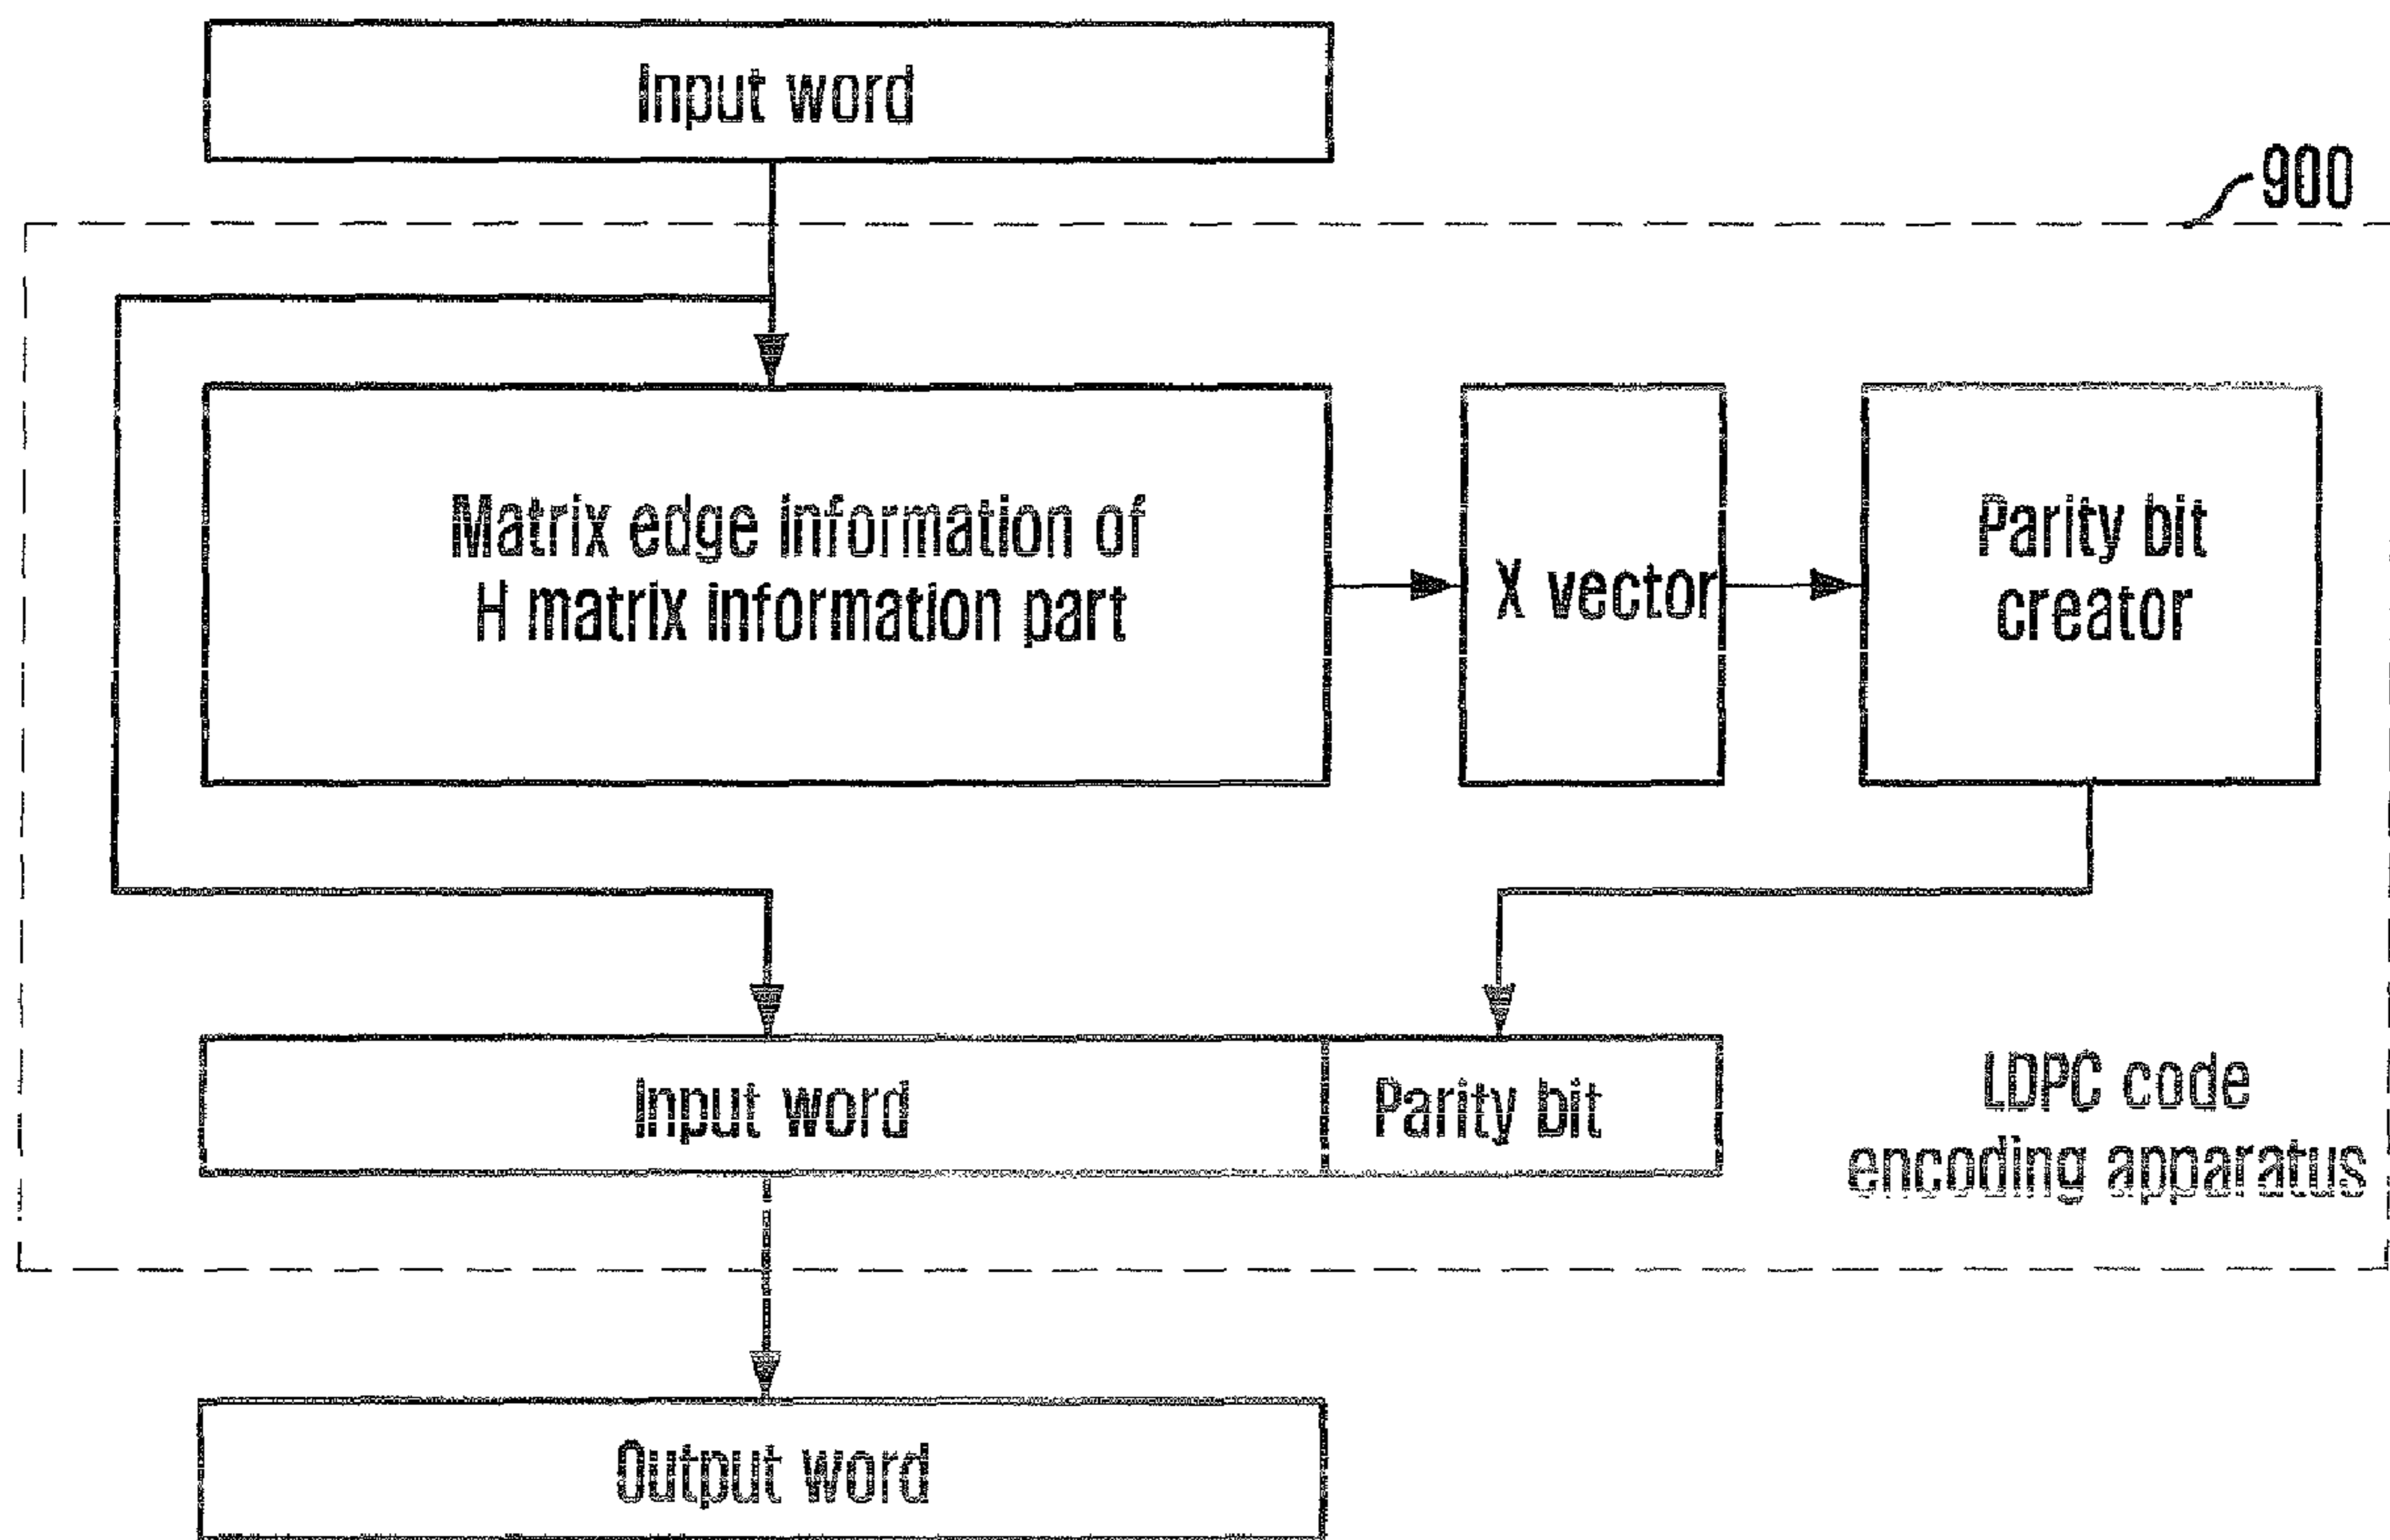 Input word
900
Matrix edge information of
H matrix information part
X vector
Parity bit
creator
Input word
Parity bit
LDPC code
encoding apparatus
Output word